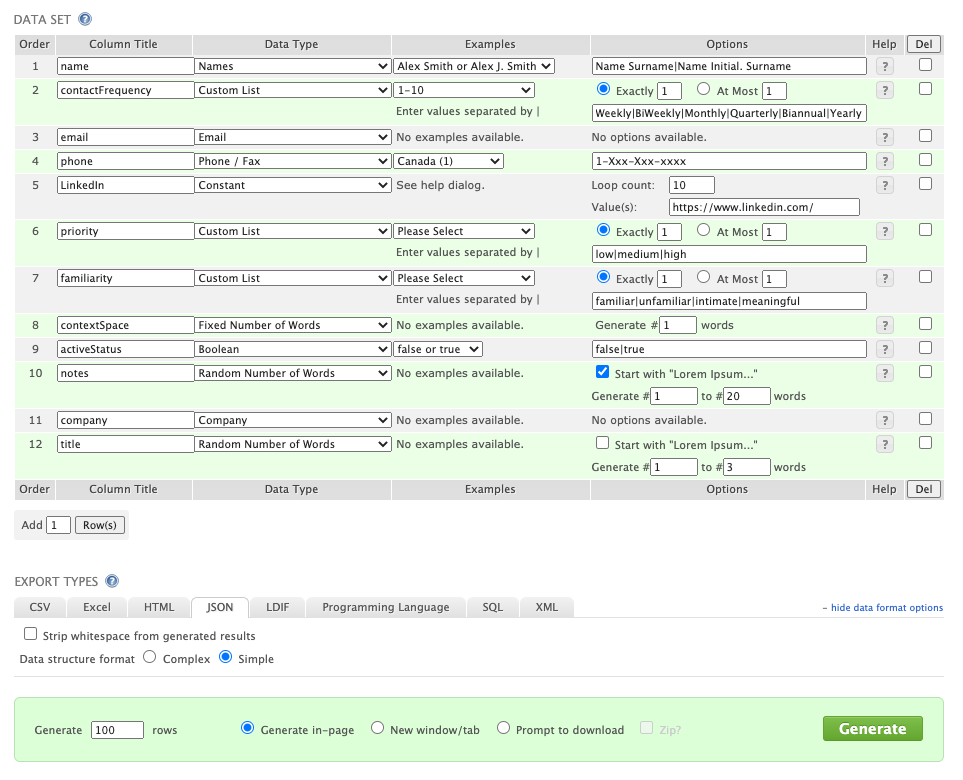 DATA SET ?
Order Column Title Data Type Examples Options Help Del
1 name Names Alex Smith or Alex J. Smith Name Surname|Name Initial. Surname ?
2 contactFrequency Custom List 1-10 Exactly 1 At Most 1 ?
Enter values separated by | Weekly|BiWeekly|Monthly|Quarterly|Biannual|Yearly
3 email Email No examples available. No options available. ?
4 phone Phone / Fax Canada (1) 1-Xxx-Xxx-xxxx ?
5 LinkedIn Constant See help dialog. Loop count: 10 ?
Value(s): https://www.linkedin.com/
6 priority Custom List Please Select Exactly 1 At Most 1 ?
Enter values separated by | low|medium|high
7 familiarity Custom List Please Select Exactly 1 At Most 1 ?
Enter values separated by | familiar|unfamiliar|intimate|meaningful
8 contextSpace Fixed Number of Words No examples available. Generate # 1 words ?
9 activeStatus Boolean false or true false|true ?
10 notes Random Number of Words No examples available. Start with "Lorem Ipsum..." ?
Generate # 1 to # 20 words
11 company Company No examples available. No options available. ?
12 title Random Number of Words No examples available. Start with "Lorem Ipsum..." ?
Generate # 1 to # 3 words
Order Column Title Data Type Examples Options Help Del
Add 1 Row(s)
EXPORT TYPES ?
CSV Excel HTML JSON LDIF Programming Language SQL XML – hide data format options
Strip whitespace from generated results
Data structure format Complex Simple
Generate 100 rows Generate in-page New window/tab Prompt to download Zip? Generate